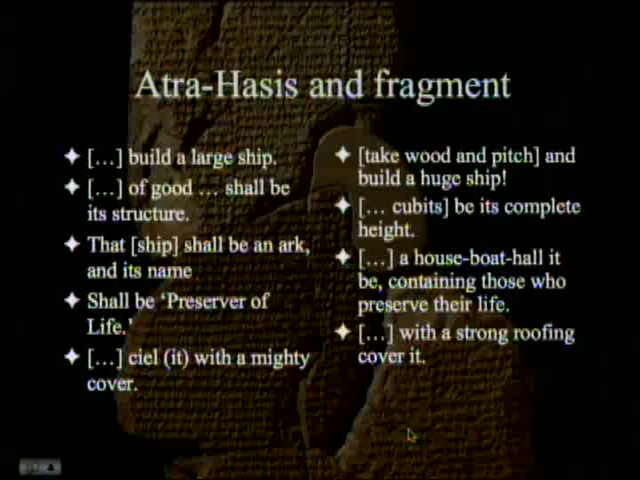 Atra-Hasis and fragment
[…] build a large ship.
[…] of good … shall be
its structure.
That [ship] shall be an ark,
and its name
Shall be ‘Preserver of
Life.’
[…] ciel (it) with a mighty
cover.
[take wood and pitch] and
build a huge ship!
[… cubits] be its complete
height.
[…] a house-boat-hall it
be, containing those who
preserve their life.
[…] with a strong roofing
cover it.